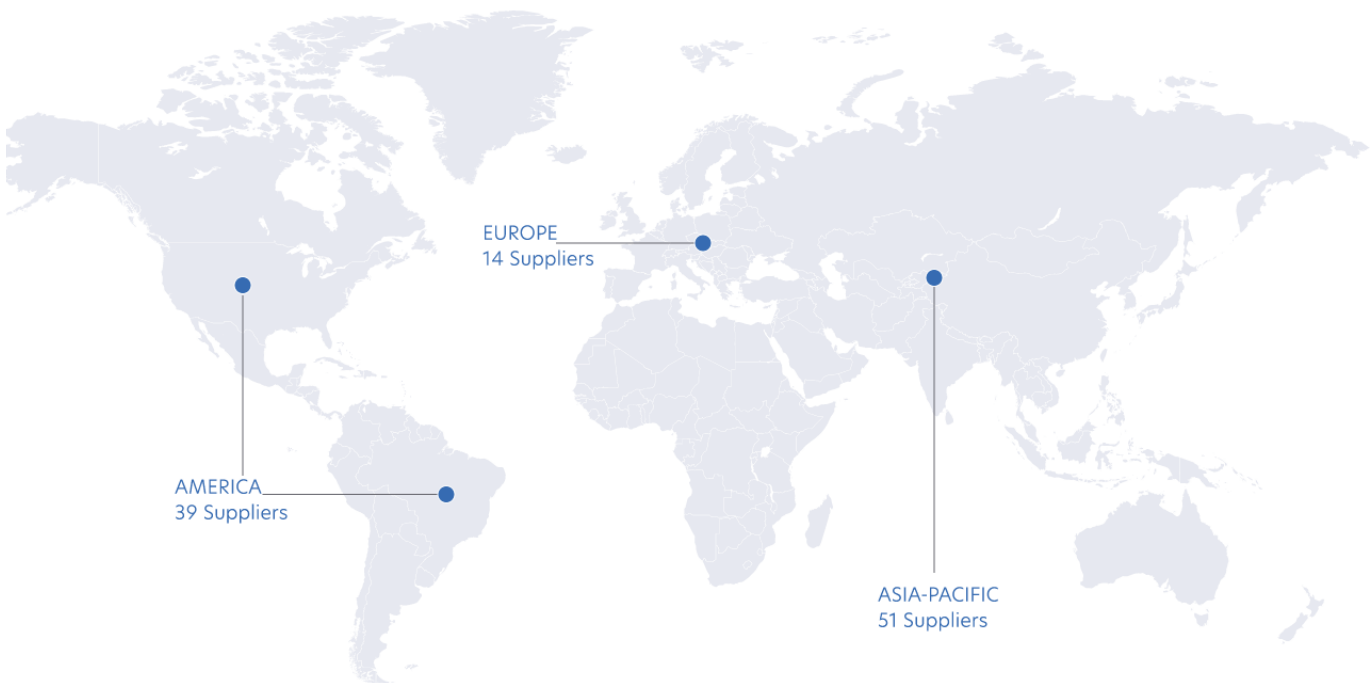 EUROPE
14 Suppliers
AMERICA
39 Suppliers
ASIA-PACIFIC
51 Suppliers